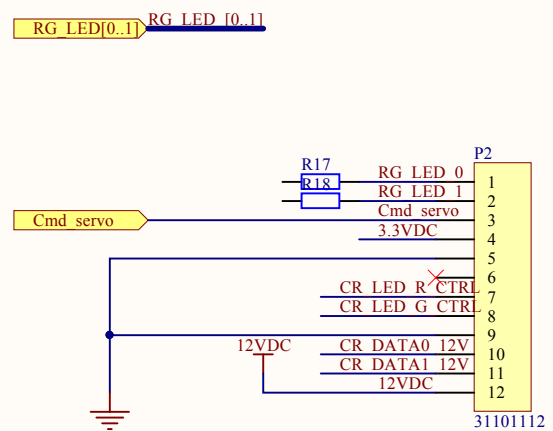 RG_LED[0..1] RG_LED_[0..1]
P2
R17 RG_LED_0 1
R18 RG_LED_1 2
Cmd_servo Cmd_servo 3
3.3VDC 4
5
6
CR_LED_R_CTRL 7
CR_LED_G_CTRL 8
9
12VDC CR_DATA0_12V 10
CR_DATA1_12V 11
12VDC 12
31101112